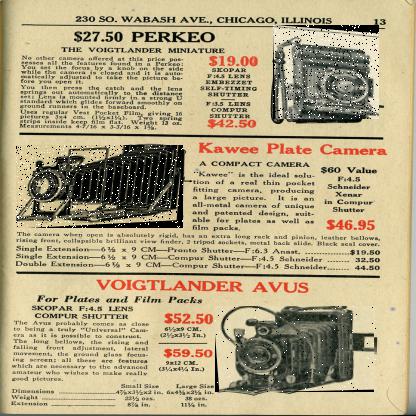 230 SO. WABASH AVE., CHICAGO, ILLINOIS 13
$27.50 PERKEO
THE VOIGTLANDER MINIATURE
No other camera offered at this price pos-
sesses all the features found in a Perkeo:
You set the focus by a knob on the side
while the camera is closed and it is auto-
matically adjusted to take the picture be-
fore you open it.
You then press the catch and the lens
springs out automatically to the distance
set; Lens is mounted firmly in a strong U
standard which glides forward smoothly on
grooves running in the baseboard.
Uses regular Vest Pocket Film, giving 16
pictures
strips inside keep film flat. Weight 13 oz.
Measurements 4-7/16 x 3-3/16 x
$19.00
SKOPAR
F:4.5 LENS
EMBEZZET
SELF-TIMING
SHUTTER
F:3.5 LENS
COMPUR
SHUTTER
$42.50
Kawee Plate Camera
A COMPACT CAMERA
"Kawee" is the ideal solu-
tion of a real thin pocket
fitting camera, producing
a large picture. It is an
all-metal camera of unique
and patented design, suit-
able for plates as well as
film packs.
$60 Value
F:4.5
Schneider
Xenar
in Compur
Shutter
$46.95
The camera when open is absolutely rigid, has an extra long rack and pinion, leather bellows,
rising front, collapsible brilliant view finder, 2 tripod sockets, metal back slide. Black seal cover.
Single Extension—6½ x 9 CM—Pronto Shutter—F:6.3 Anast. $19.50
Single Extension—6½ x 9 CM—Compur Shutter—F:4.5 Schneider 32.50
Double Extension—6½ x 9 CM—Compur Shutter—F:4.5 Schneider 44.50
VOIGTLANDER AVUS
For Plates and Film Packs
SKOPAR F:4.5 LENS
COMPUR SHUTTER
The Avus probably comes as close
to being a truly "Universal" Cam-
era as it is possible to construct.
The long bellows, the rising and
falling front adjustment, lateral
movement, the ground glass focus-
ing screen; all these are features
which are necessary to the advanced
amateur who wishes to make really
good pictures.
$52.50
6½x9 CM.
(2½x3½ In.)
$59.50
9x12 CM.
(3¼x4¼ In.)
Small Size Large Size
Dimensions
Weight 22½ ozs. 38 ozs.
Extension 8⅞ in. 11¾ in.